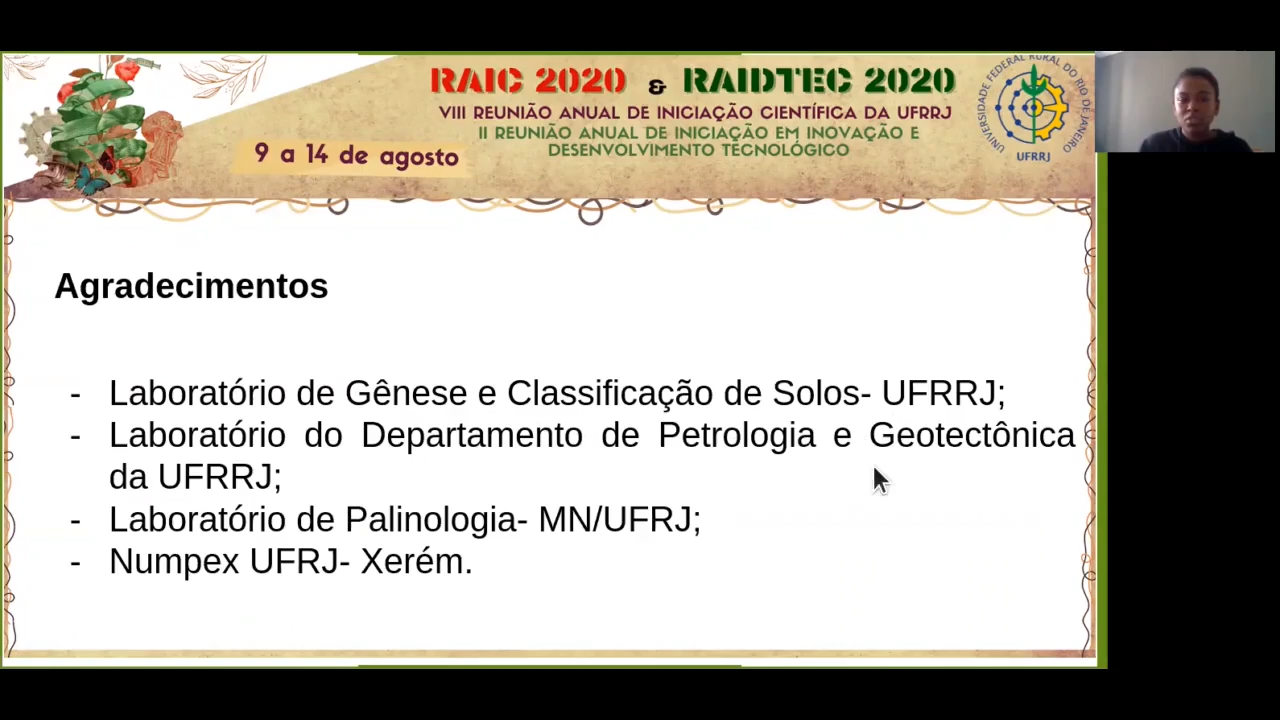 RAIC 2020 & RAIDTEC 2020
VIII REUNIÃO ANUAL DE INICIAÇÃO CIENTÍFICA DA UFRRJ
II REUNIÃO ANUAL DE INICIAÇÃO EM INOVAÇÃO E
DESENVOLVIMENTO TECNOLÓGICO
9 a 14 de agosto
UNIVERSIDADE FEDERAL RURAL DO RIO DE JANEIRO
UFRRJ
Agradecimentos
- Laboratório de Gênese e Classificação de Solos- UFRRJ;
- Laboratório do Departamento de Petrologia e Geotectônica
da UFRRJ;
- Laboratório de Palinologia- MN/UFRJ;
- Numpex UFRJ- Xerém.